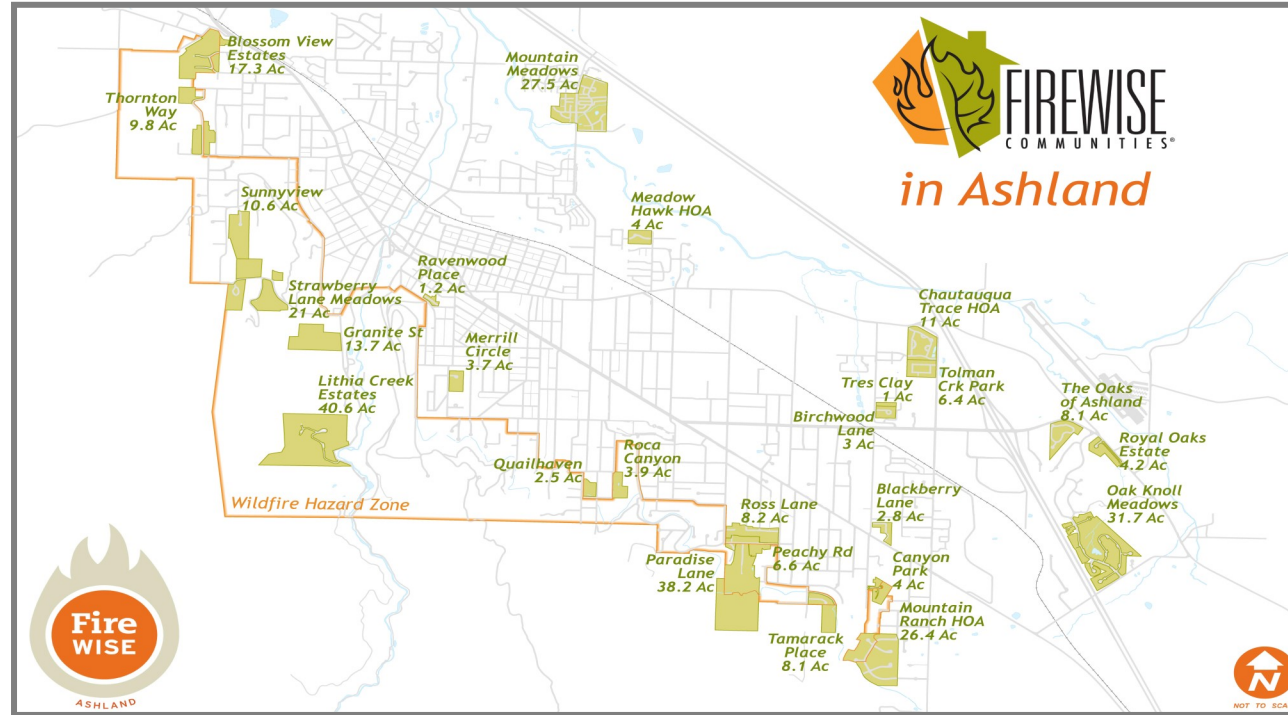 Blossom View
Estates
17.3 Ac
Mountain
Meadows
27.5 Ac
FIREWISE
COMMUNITIES®
in Ashland
Thornton
Way
9.8 Ac
Sunnyview
10.6 Ac
Meadow
Hawk HOA
4 Ac
Ravenwood
Place
1.2 Ac
Strawberry
Lane Meadows
21 Ac
Chautauqua
Trace HOA
11 Ac
Granite St
13.7 Ac
Merrill
Circle
3.7 Ac
Lithia Creek
Estates
40.6 Ac
Tres Clay
1 Ac
Tolman
Crk Park
6.4 Ac
The Oaks
of Ashland
8.1 Ac
Birchwood
Lane
3 Ac
Royal Oaks
Estate
4.2 Ac
Quailhaven
2.5 Ac
Roca
Canyon
3.9 Ac
Wildfire Hazard Zone
Ross Lane
8.2 Ac
Blackberry
Lane
2.8 Ac
Oak Knoll
Meadows
31.7 Ac
Paradise
Lane
38.2 Ac
Peachy Rd
6.6 Ac
Canyon
Park
4 Ac
Mountain
Ranch HOA
26.4 Ac
Tamarack
Place
8.1 Ac
Fire
WISE
ASHLAND
N
NOT TO SCA